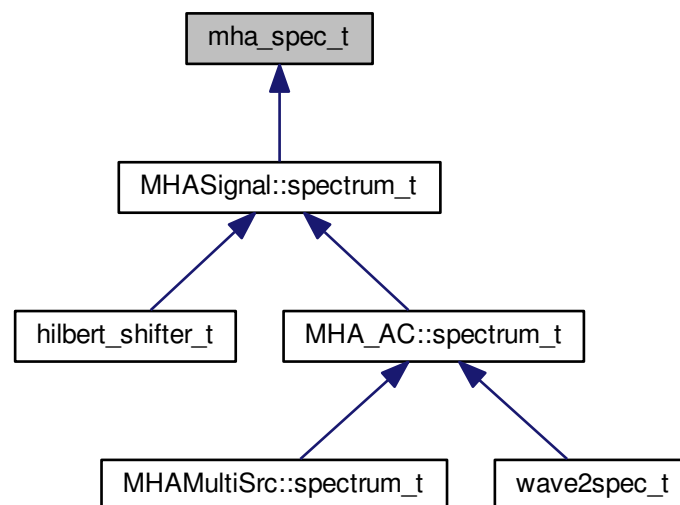 mha_spec_t
MHASignal::spectrum_t
hilbert_shifter_t
MHA_AC::spectrum_t
MHAMultiSrc::spectrum_t
wave2spec_t